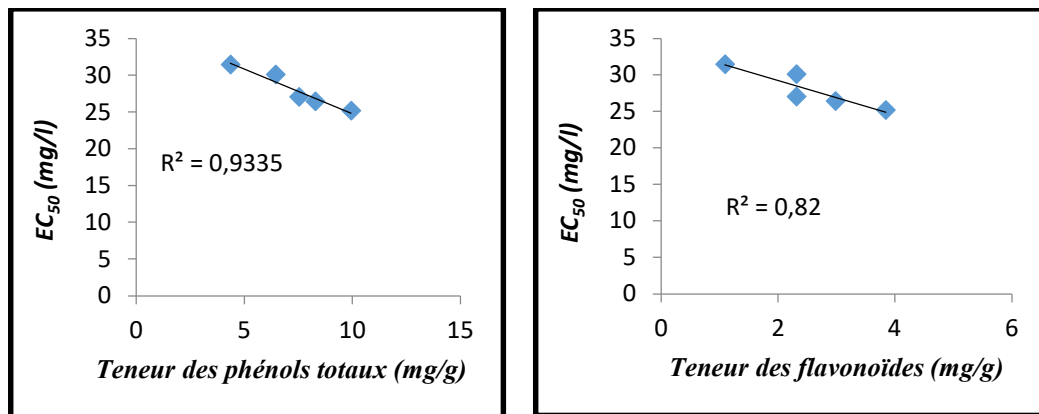 EC50 (mg/l)
35
30
25
20
15
10
5
0
R² = 0,9335
0 5 10 15
Teneur des phénols totaux (mg/g)
EC50 (mg/l)
35
30
25
20
15
10
5
0
R² = 0,82
0 2 4 6
Teneur des flavonoïdes (mg/g)